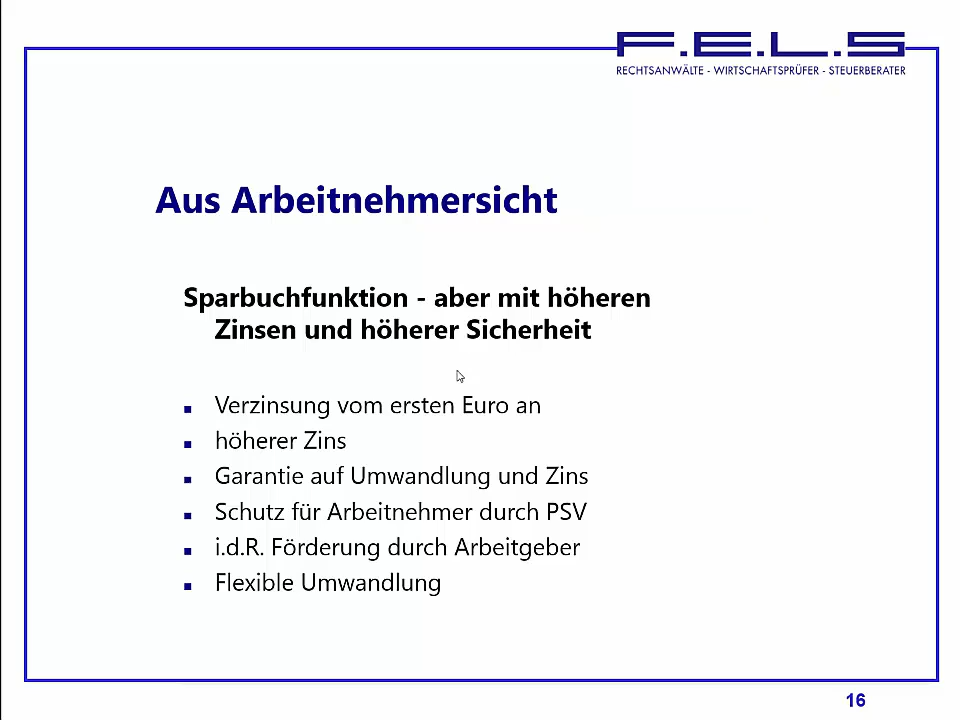 F.E.L.S
RECHTSANWÄLTE - WIRTSCHAFTSPRÜFER - STEUERBERATER
Aus Arbeitnehmersicht
Sparbuchfunktion - aber mit höheren
Zinsen und höherer Sicherheit
Verzinsung vom ersten Euro an
höherer Zins
Garantie auf Umwandlung und Zins
Schutz für Arbeitnehmer durch PSV
i.d.R. Förderung durch Arbeitgeber
Flexible Umwandlung
16